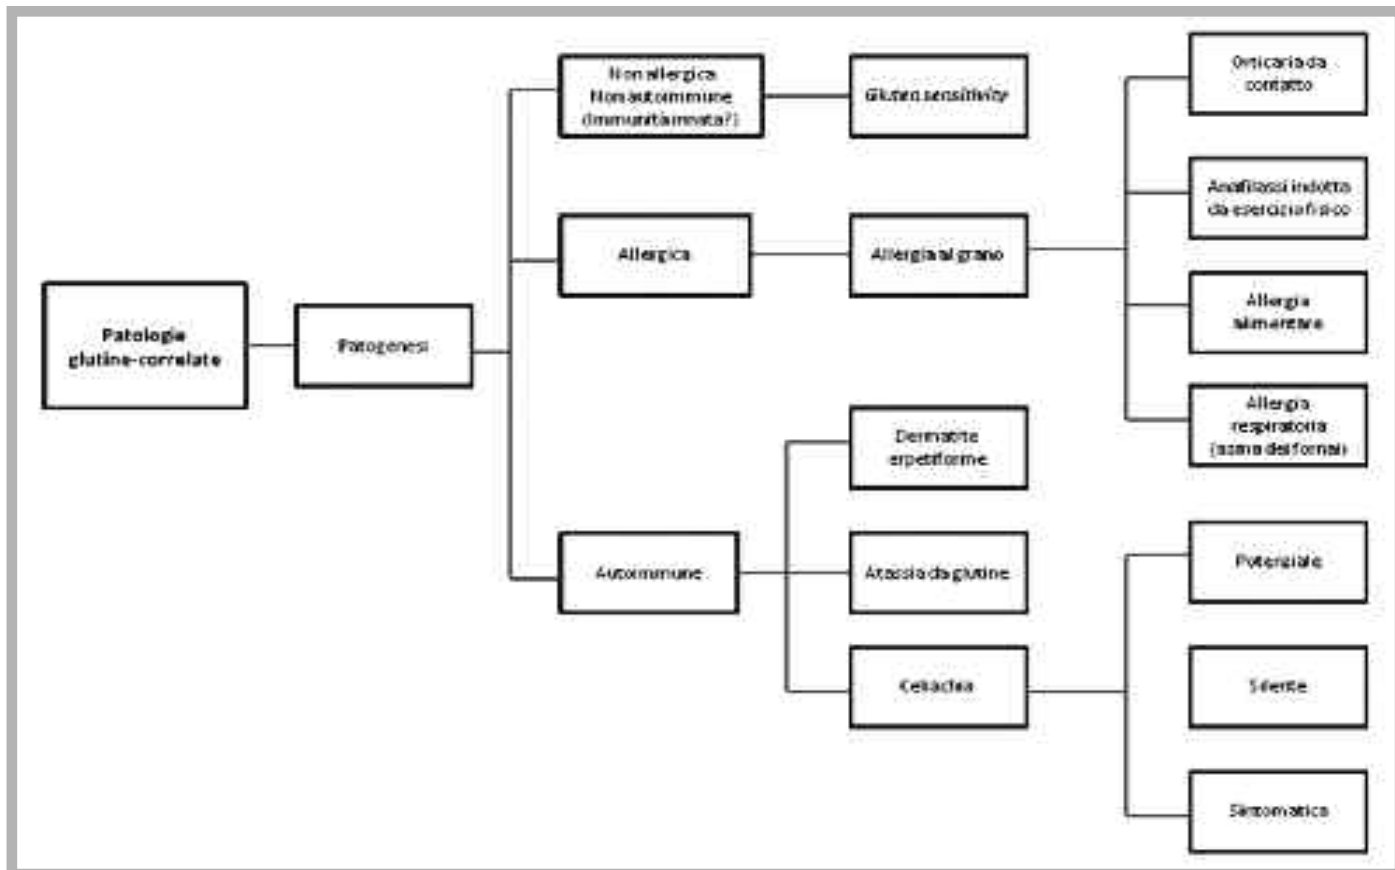 Patologie
glutine-correlate
Patogenesi
Non allergica
Non autoimmune
(Immunità innata?)
Gluten sensitivity
Allergica
Allergia al grano
Orticaria da
contatto
Anafilassi indotta
da esercizio fisico
Allergia
alimentare
Allergia
respiratoria
(asma dei fornai)
Autoimmune
Dermatite
erpetiforme
Atassia da glutine
Celiachia
Potenziale
Silente
Sintomatica